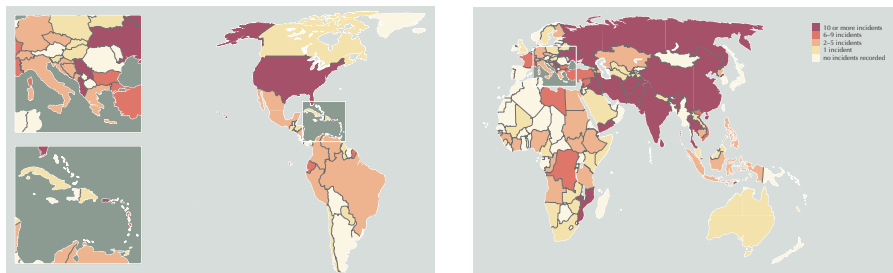 10 or more incidents
6–9 incidents
2–5 incidents
1 incident
no incidents recorded